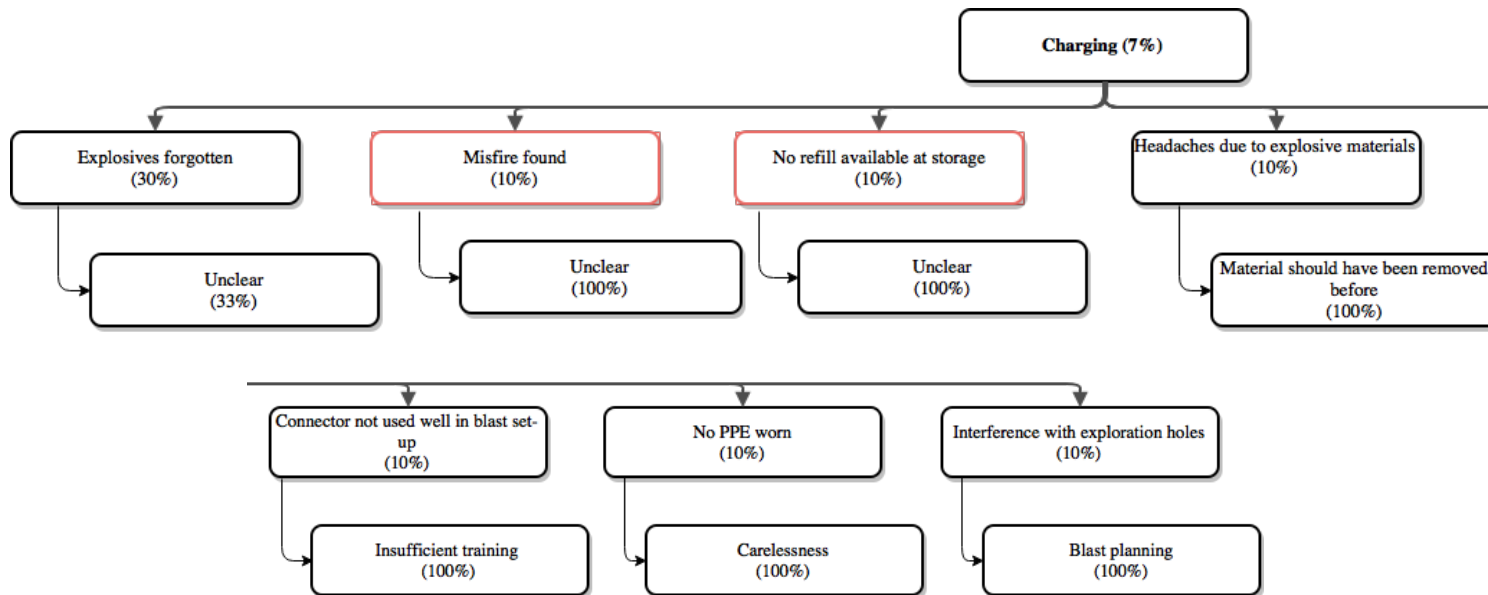 Charging (7%)
Explosives forgotten
(30%)
Misfire found
(10%)
No refill available at storage
(10%)
Headaches due to explosive materials
(10%)
Unclear
(33%)
Unclear
(100%)
Unclear
(100%)
Material should have been removed
before
(100%)
Connector not used well in blast set-
up
(10%)
No PPE worn
(10%)
Interference with exploration holes
(10%)
Insufficient training
(100%)
Carelessness
(100%)
Blast planning
(100%)